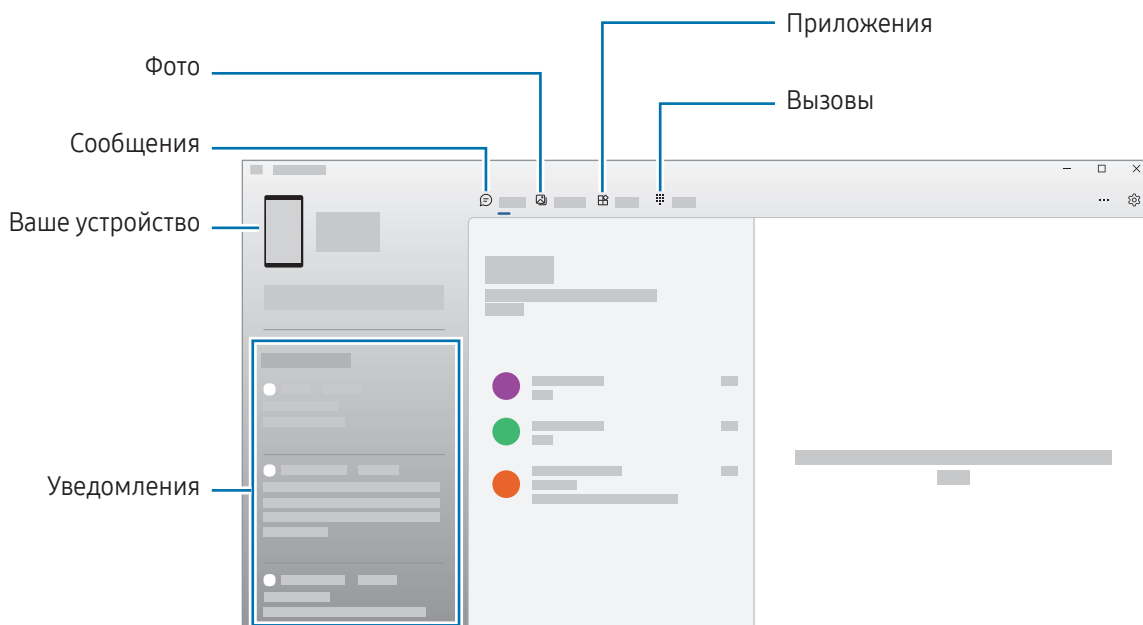 Приложения
Фото
Вызовы
Сообщения
Ваше устройство
Уведомления